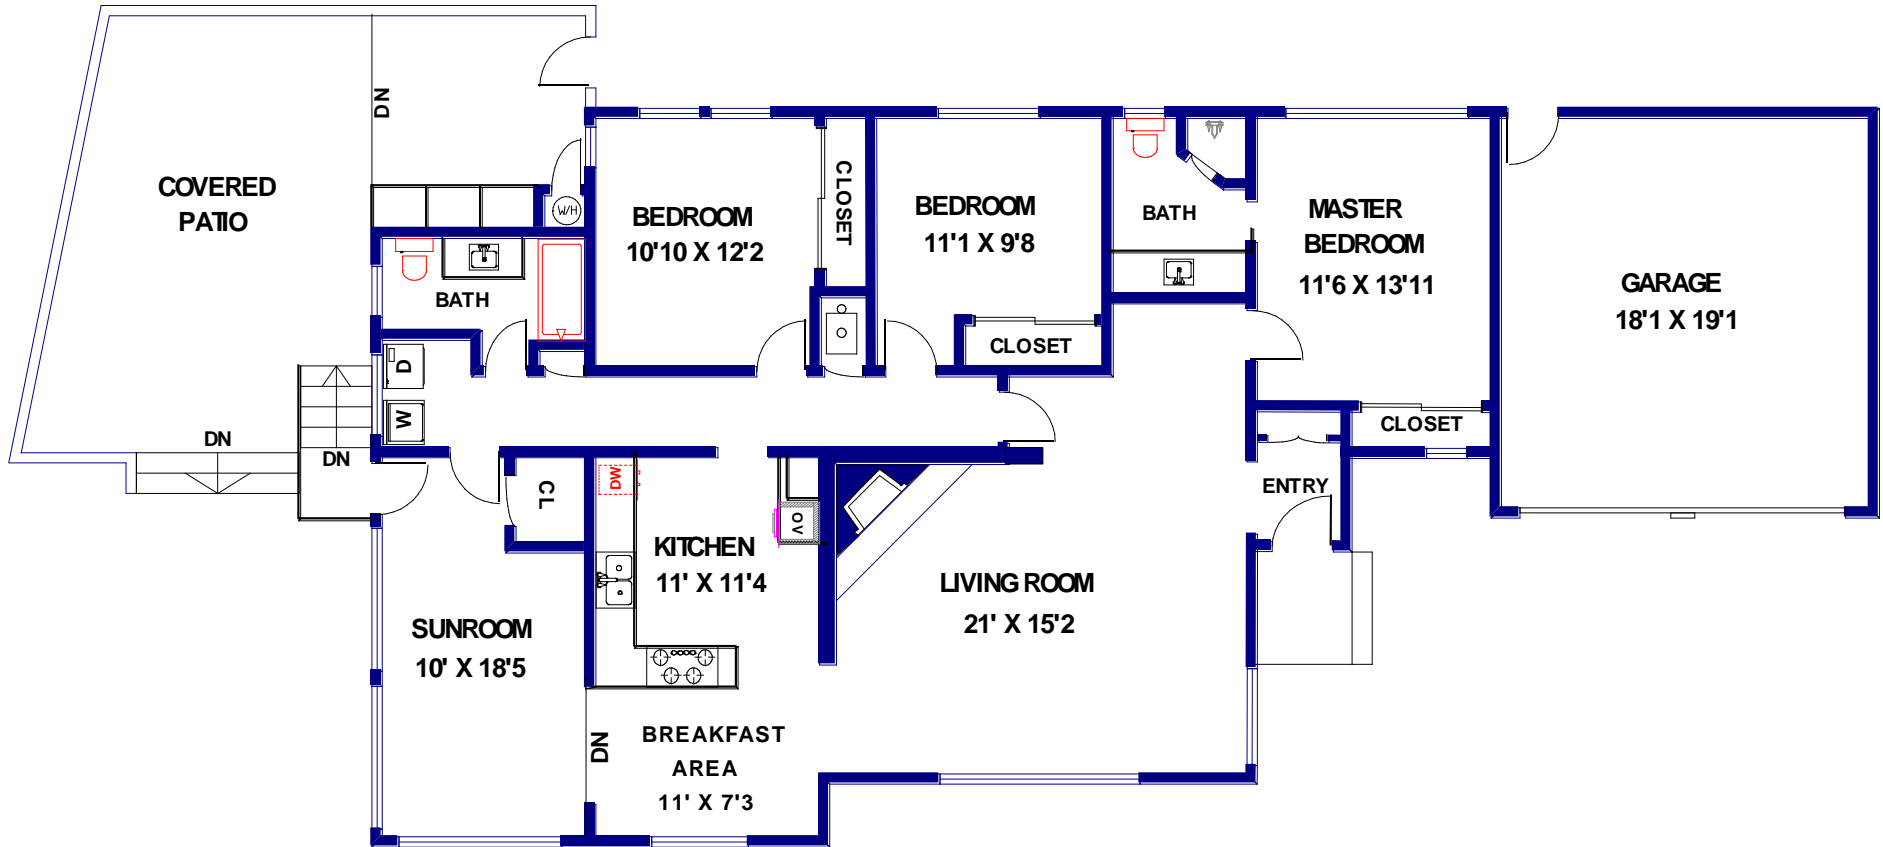 DN
COVERED
PATIO
W/H
BEDROOM
10'10 X 12'2
CLOSET
BEDROOM
11'1 X 9'8
CLOSET
BATH
MASTER
BEDROOM
11'6 X 13'11
CLOSET
GARAGE
18'1 X 19'1
BATH
D
W
DN
DN
CL
DW
OV
KITCHEN
11' X 11'4
ENTRY
LIVING ROOM
21' X 15'2
SUNROOM
10' X 18'5
DN
BREAKFAST
AREA
11' X 7'3